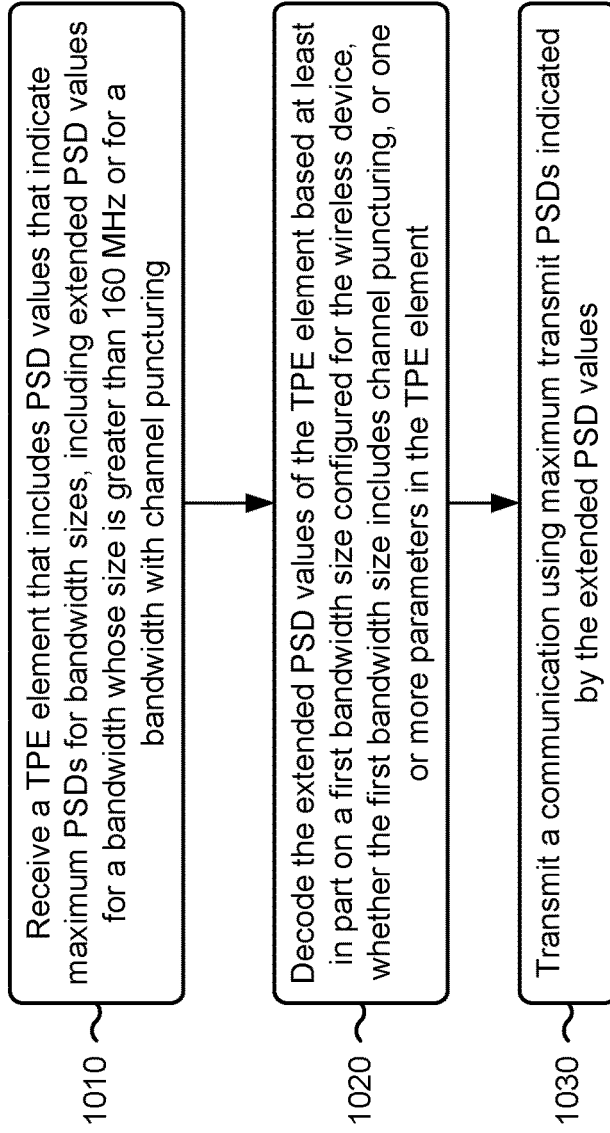 1010
Receive a TPE element that includes PSD values that indicate
maximum PSDs for bandwidth sizes, including extended PSD values
for a bandwidth whose size is greater than 160 MHz or for a
bandwidth with channel puncturing
1020
Decode the extended PSD values of the TPE element based at least
in part on a first bandwidth size configured for the wireless device,
whether the first bandwidth size includes channel puncturing, or one
or more parameters in the TPE element
1030
Transmit a communication using maximum transmit PSDs indicated
by the extended PSD values